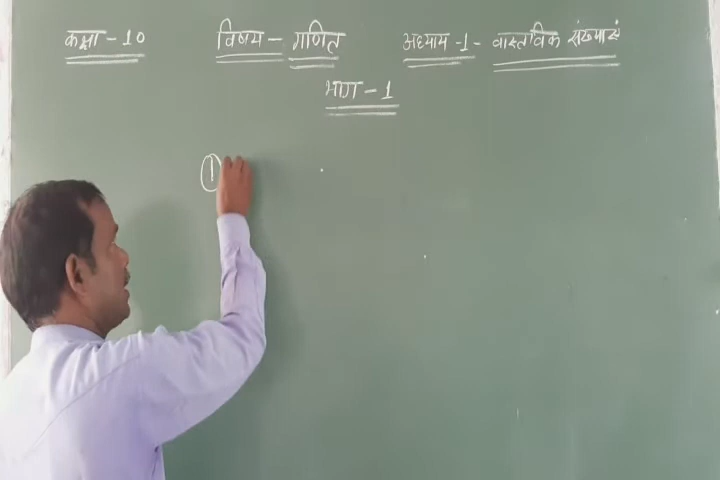 कक्षा - 10 विषय - गणित अध्याय - 1 - वास्तविक संख्याएं
भाग - 1
①